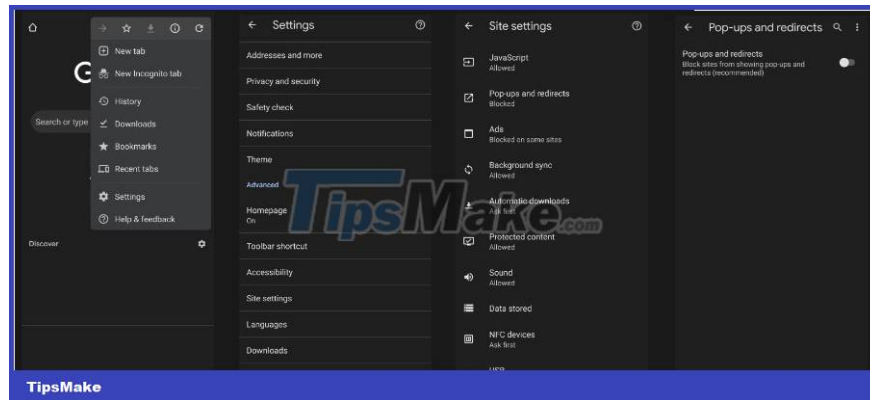 G
New tab
New Incognito tab
History
Search or type
Downloads
Bookmarks
Recent tabs
Settings
Help & feedback
Discover
Settings
Addresses and more
Privacy and security
Safety check
Notifications
Theme
Advanced
Homepage
On
Toolbar shortcut
Accessibility
Site settings
Languages
Downloads
Site settings
JavaScript
Allowed
Pop-ups and redirects
Blocked
Ads
Blocked on some sites
Background sync
Allowed
Automatic downloads
Ask first
Protected content
Allowed
Sound
Allowed
Data stored
NFC devices
Ask first
USB
Pop-ups and redirects
Pop-ups and redirects
Block sites from showing pop-ups and
redirects (recommended)
TipsMake.com
TipsMake